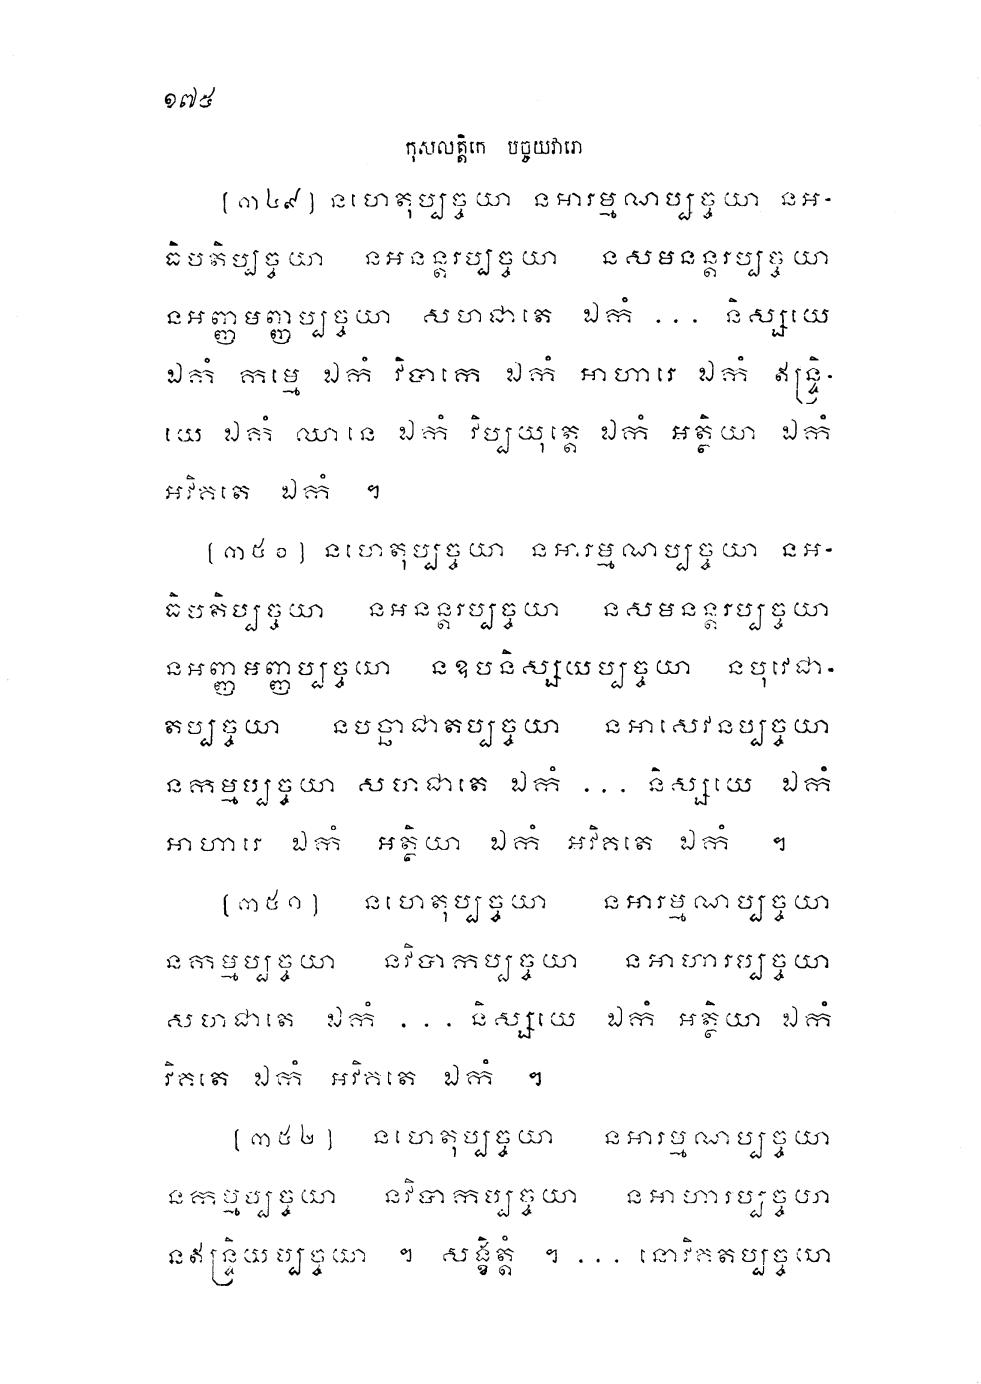 ១៧៥
កុសលត្តិកេ បច្ចយវារោ
[៣៤៩] នហេតុប្បច្ចយា នអារម្មណប្បច្ចយា នអ-
ធិបតិប្បច្ចយា នអនន្តរប្បច្ចយា នសមនន្តរប្បច្ចយា
នអញ្ញមញ្ញប្បច្ចយា សហជាតេ ឯកំ ... និស្សយេ
ឯកំ កម្មេ ឯកំ វិបាកេ ឯកំ អាហារេ ឯកំ ឥន្ទ្រិ-
យេ ឯកំ ឈានេ ឯកំ វិប្បយុត្តេ ឯកំ អត្ថិយា ឯកំ
អវិគតេ ឯកំ ។
[៣៥០] នហេតុប្បច្ចយា នអារម្មណប្បច្ចយា នអ-
ធិបតិប្បច្ចយា នអនន្តរប្បច្ចយា នសមនន្តរប្បច្ចយា
នអញ្ញមញ្ញប្បច្ចយា នឧបនិស្សយប្បច្ចយា នបុរេជា-
តប្បច្ចយា នបច្ឆាជាតប្បច្ចយា នអាសេវនប្បច្ចយា
នកម្មប្បច្ចយា សហជាតេ ឯកំ ... និស្សយេ ឯកំ
អាហារេ ឯកំ អត្ថិយា ឯកំ អវិគតេ ឯកំ ។
[៣៥១] នហេតុប្បច្ចយា នអារម្មណប្បច្ចយា
នកម្មប្បច្ចយា នវិបាកប្បច្ចយា នអាហារប្បច្ចយា
សហជាតេ ឯកំ ... និស្សយេ ឯកំ អត្ថិយា ឯកំ
វិគតេ ឯកំ អវិគតេ ឯកំ ។
[៣៥២] នហេតុប្បច្ចយា នអារម្មណប្បច្ចយា
នកម្មប្បច្ចយា នវិបាកប្បច្ចយា នអាហារប្បច្ចយា
នឥន្ទ្រិយប្បច្ចយា ។ សង្ខិត្តំ ។ ... នោវិគតប្បច្ចយោ